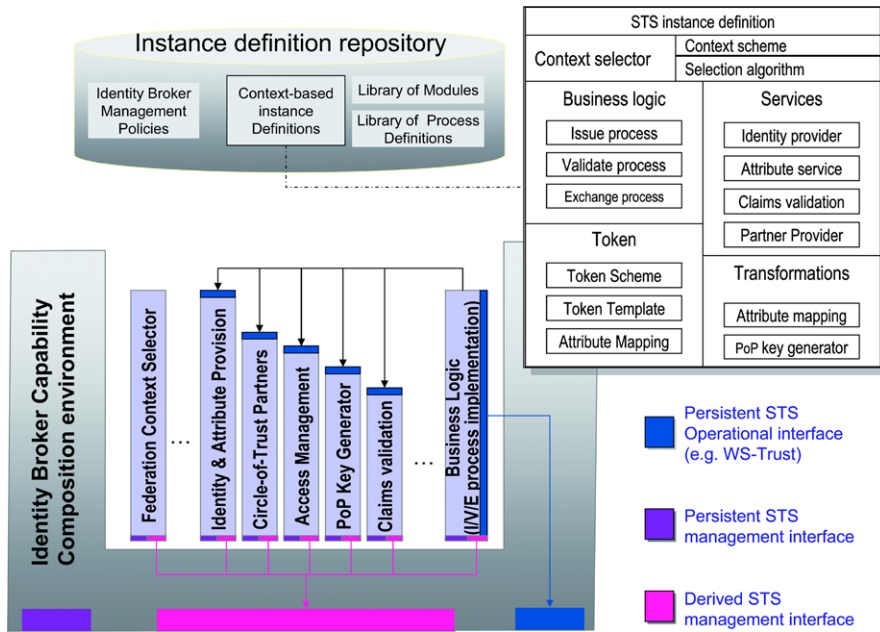 Instance definition repository
Identity Broker
Management
Policies
Context-based
instance
Definitions
Library of Modules
Library of Process
Definitions
STS instance definition
Context selector
Context scheme
Selection algorithm
Business logic
Issue process
Validate process
Exchange process
Services
Identity provider
Attribute service
Claims validation
Partner Provider
Token
Token Scheme
Token Template
Attribute Mapping
Transformations
Attribute mapping
PoP key generator
Identity Broker Capability
Composition environment
Federation Context Selector
...
Identity & Attribute Provision
Circle-of-Trust Partners
Access Management
PoP Key Generator
Claims validation
...
Business Logic
(I/V/E process implementation)
Persistent STS
Operational interface
(e.g. WS-Trust)
Persistent STS
management interface
Derived STS
management interface